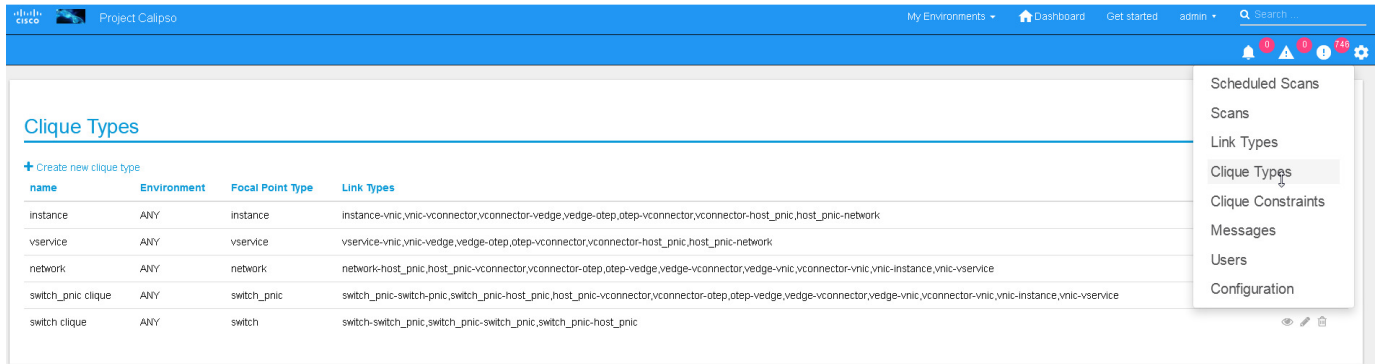 cisco Project Calipso My Environments Dashboard Get started admin Search ...
0 0 746
Scheduled Scans
Scans
Link Types
Clique Types
Clique Constraints
Messages
Users
Configuration
Clique Types
+ Create new clique type
name Environment Focal Point Type Link Types
instance ANY instance instance-vnic,vnic-vconnector,vconnector-vedge,vedge-otep,otep-vconnector,vconnector-host_pnic,host_pnic-network
vservice ANY vservice vservice-vnic,vnic-vedge,vedge-otep,otep-vconnector,vconnector-host_pnic,host_pnic-network
network ANY network network-host_pnic,host_pnic-vconnector,vconnector-otep,otep-vedge,vedge-vconnector,vedge-vnic,vconnector-vnic,vnic-instance,vnic-vservice
switch_pnic clique ANY switch_pnic switch_pnic-switch-pnic,switch_pnic-host_pnic,host_pnic-vconnector,vconnector-otep,otep-vedge,vedge-vconnector,vedge-vnic,vconnector-vnic,vnic-instance,vnic-vservice
switch clique ANY switch switch-switch_pnic,switch_pnic-switch_pnic,switch_pnic-host_pnic